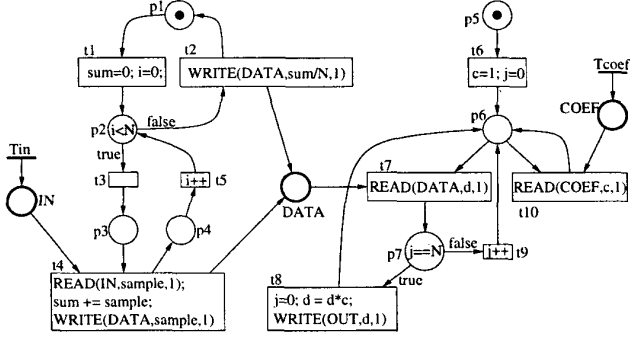 p1
p5
t1
t2
t6
Tcoef
sum=0; i=0;
WRITE(DATA,sum/N,1)
c=1; j=0
COEF
p2
i<N
false
p6
Tin
true
t3
i++
t5
t7
IN
DATA
READ(DATA,d,1)
READ(COEF,c,1)
t10
p3
p4
p7
j==N
false
j++
t9
t4
t8
true
READ(IN,sample,1);
sum += sample;
WRITE(DATA,sample,1)
j=0; d = d*c;
WRITE(OUT,d,1)